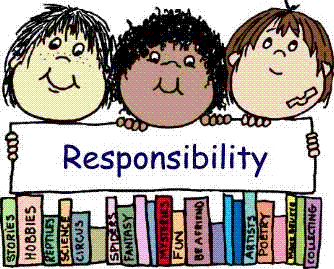 Responsibility
STORIES
HOBBIES
REPTILES
SCIENCE
CIRCUS
SPIDERS
FANTASY
MYSTERIES
FUN
BE A FRIEND
ARTISTS
POETRY
COLLECTING